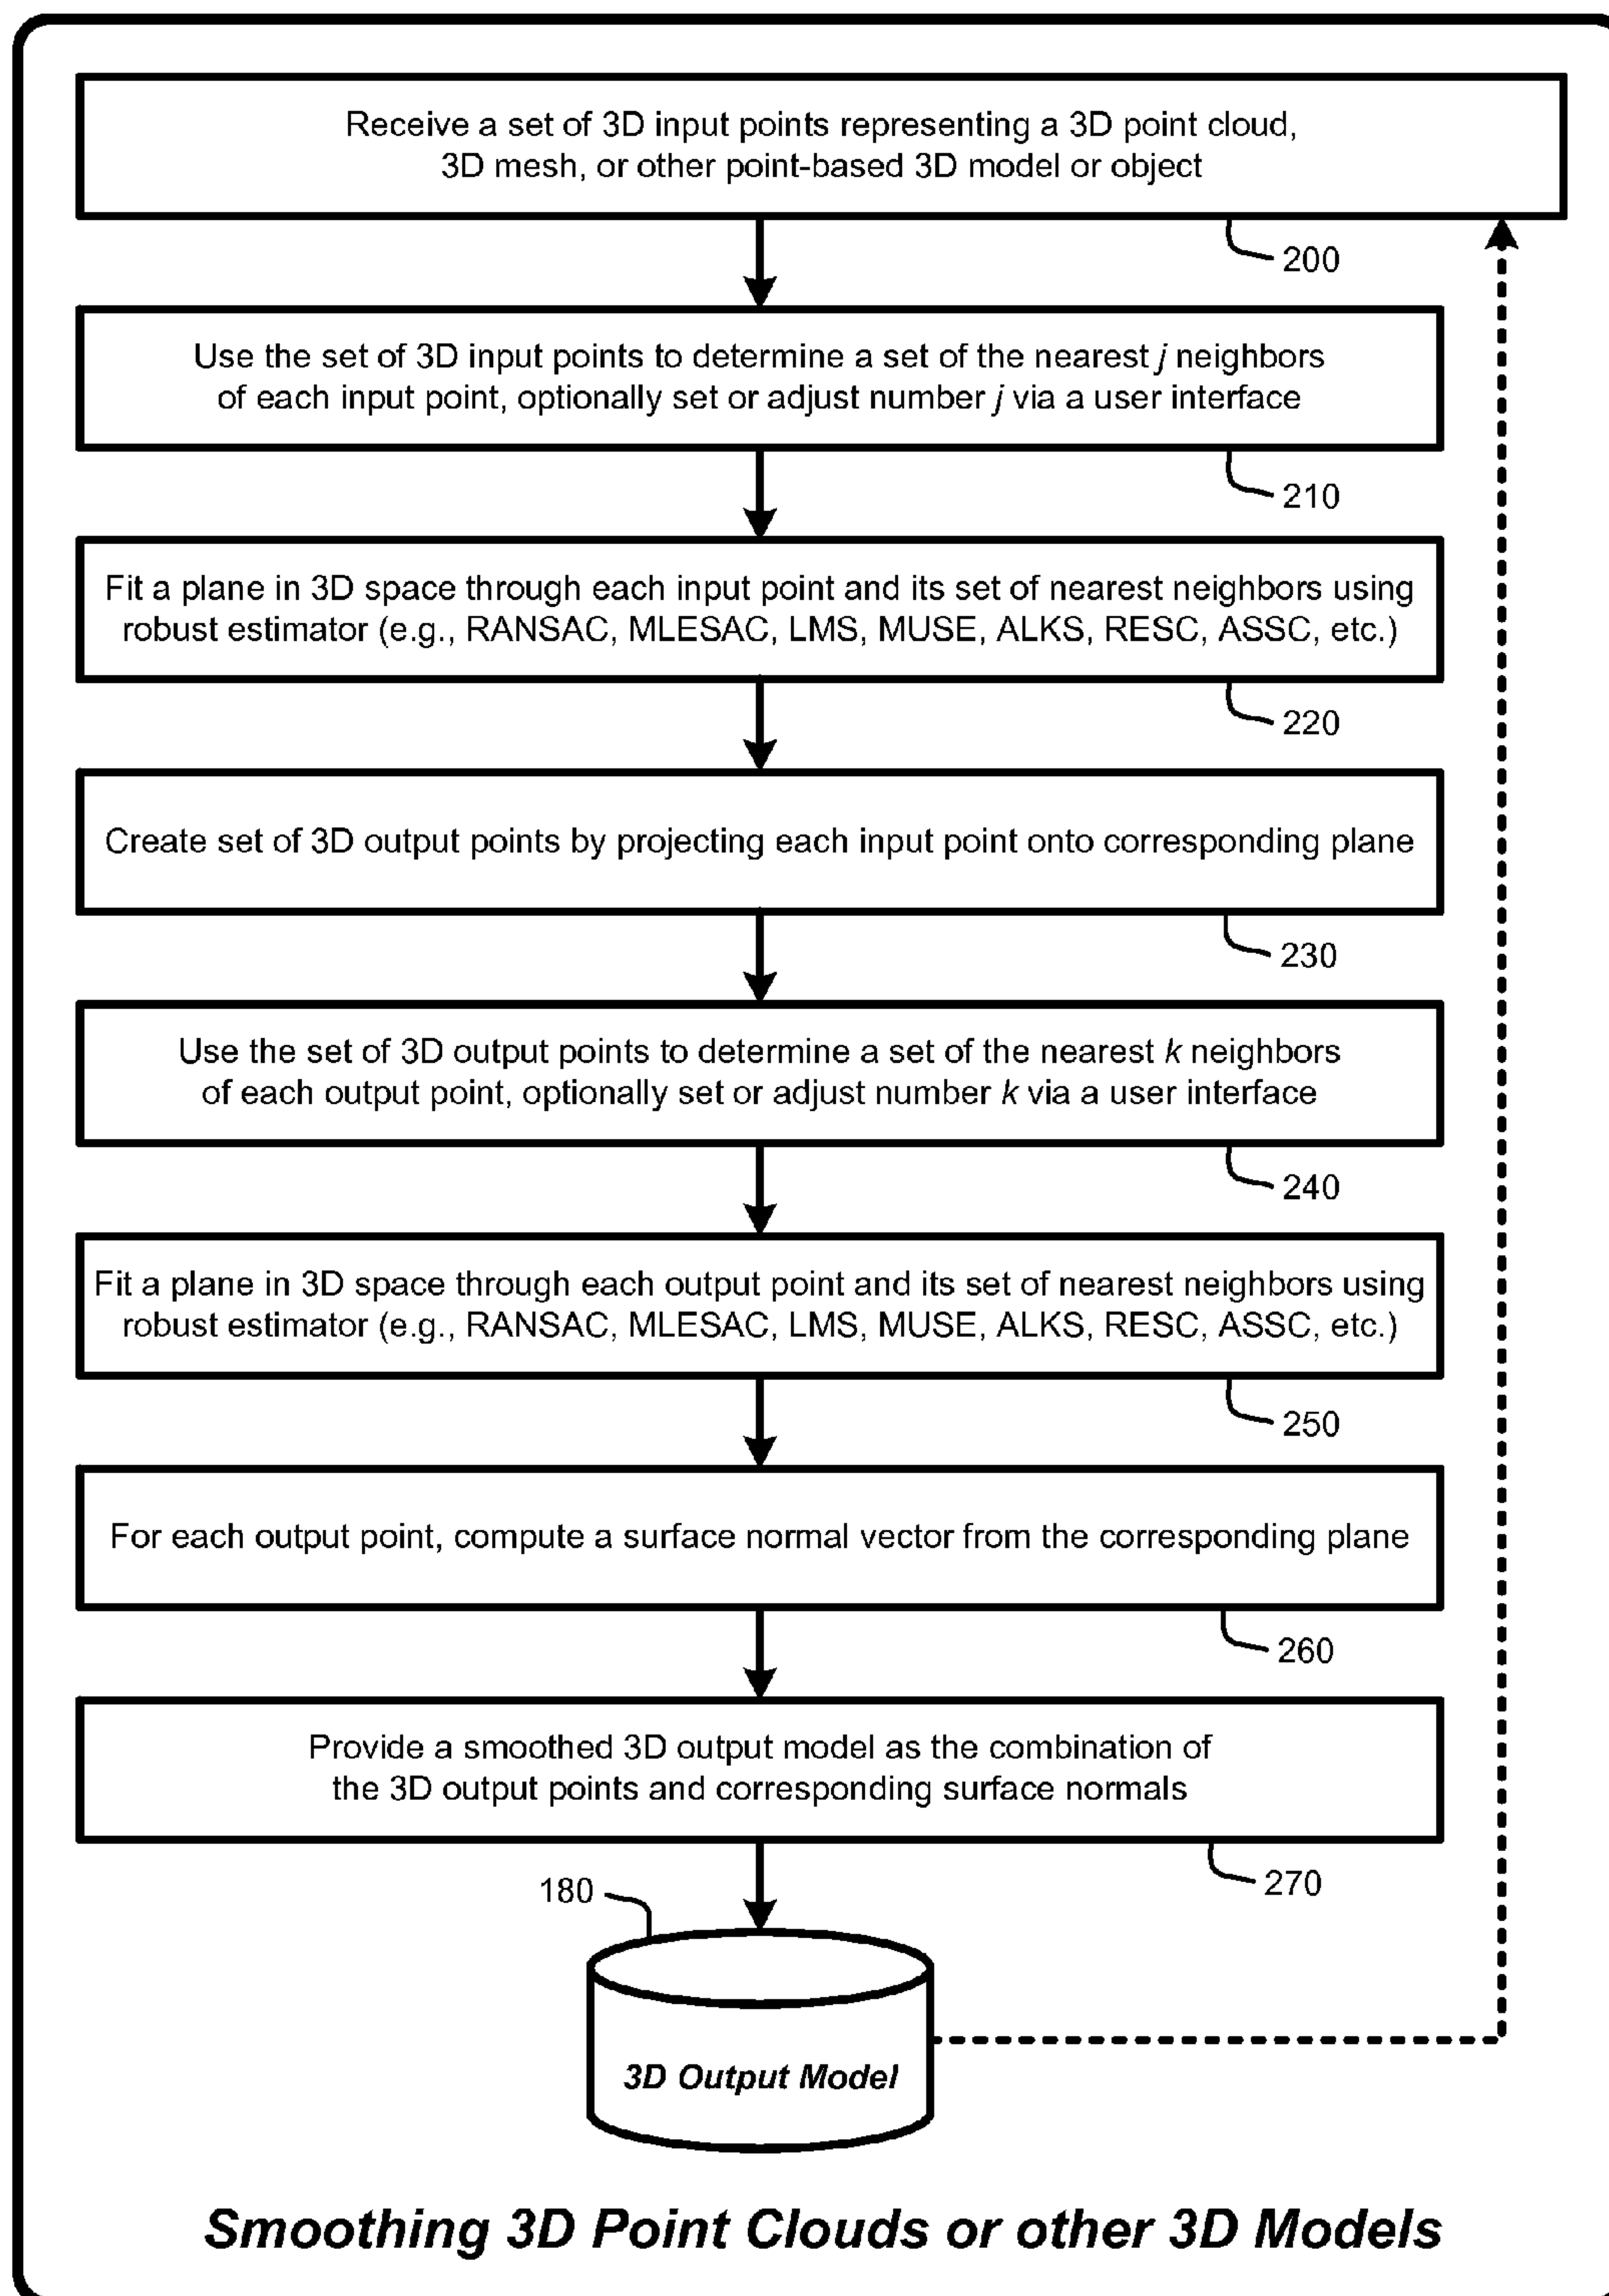 Receive a set of 3D input points representing a 3D point cloud,
3D mesh, or other point-based 3D model or object
200
Use the set of 3D input points to determine a set of the nearest j neighbors
of each input point, optionally set or adjust number j via a user interface
210
Fit a plane in 3D space through each input point and its set of nearest neighbors using
robust estimator (e.g., RANSAC, MLESAC, LMS, MUSE, ALKS, RESC, ASSC, etc.)
220
Create set of 3D output points by projecting each input point onto corresponding plane
230
Use the set of 3D output points to determine a set of the nearest k neighbors
of each output point, optionally set or adjust number k via a user interface
240
Fit a plane in 3D space through each output point and its set of nearest neighbors using
robust estimator (e.g., RANSAC, MLESAC, LMS, MUSE, ALKS, RESC, ASSC, etc.)
250
For each output point, compute a surface normal vector from the corresponding plane
260
Provide a smoothed 3D output model as the combination of
the 3D output points and corresponding surface normals
270
180
3D Output Model
Smoothing 3D Point Clouds or other 3D Models